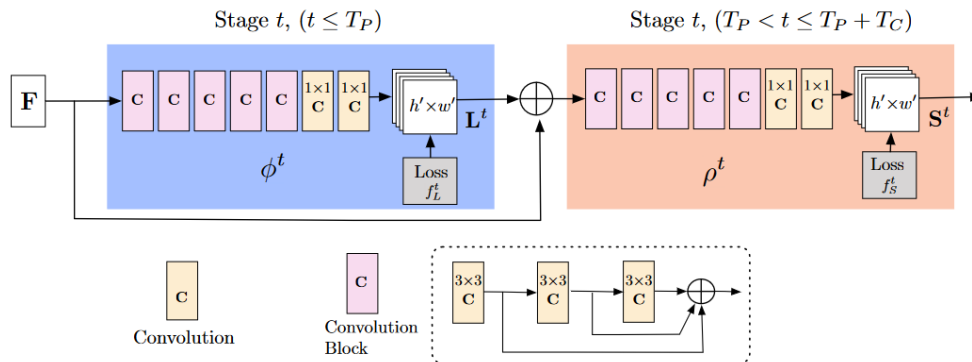 Stage t, (t ≤ T_P)
Stage t, (T_P < t ≤ T_P + T_C)
F
C C C C C 1×1 C 1×1 C
h′×w′
L^t
Loss
f_L^t
ϕ^t
C C C C C 1×1 C 1×1 C
h′×w′
S^t
Loss
f_S^t
ρ^t
C
Convolution
C
Convolution
Block
3×3 3×3 3×3
C C C